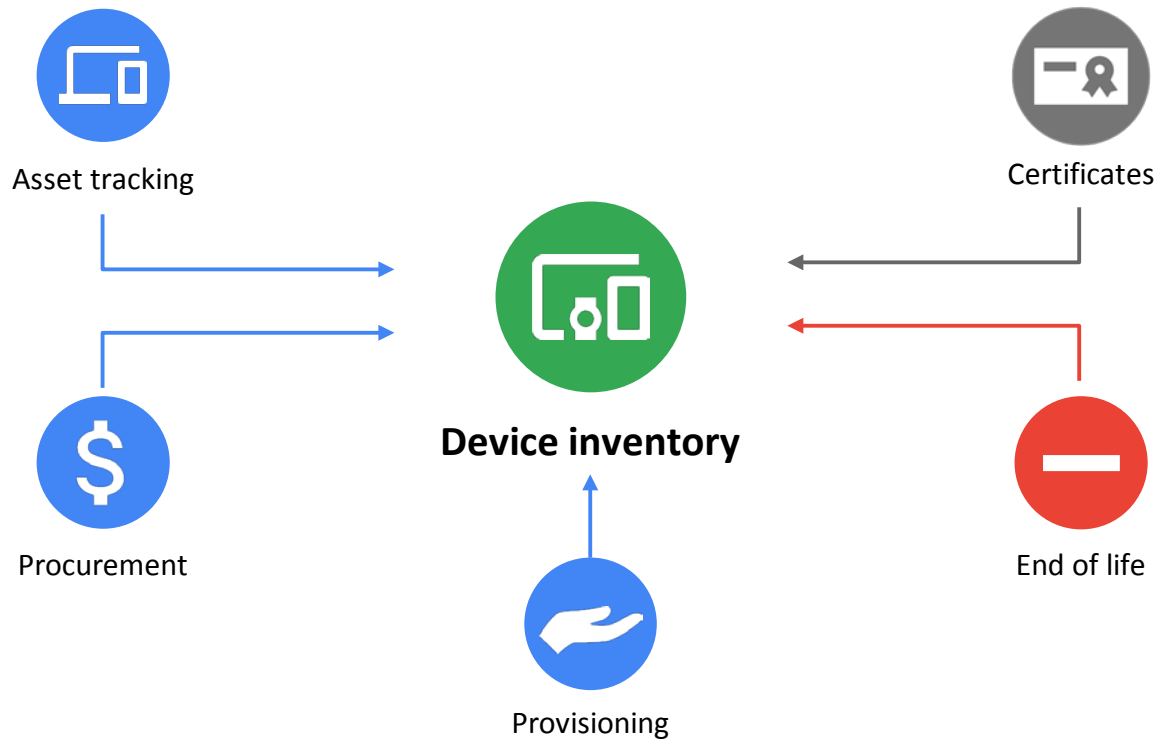 Asset tracking
Certificates
Device inventory
Procurement
End of life
Provisioning